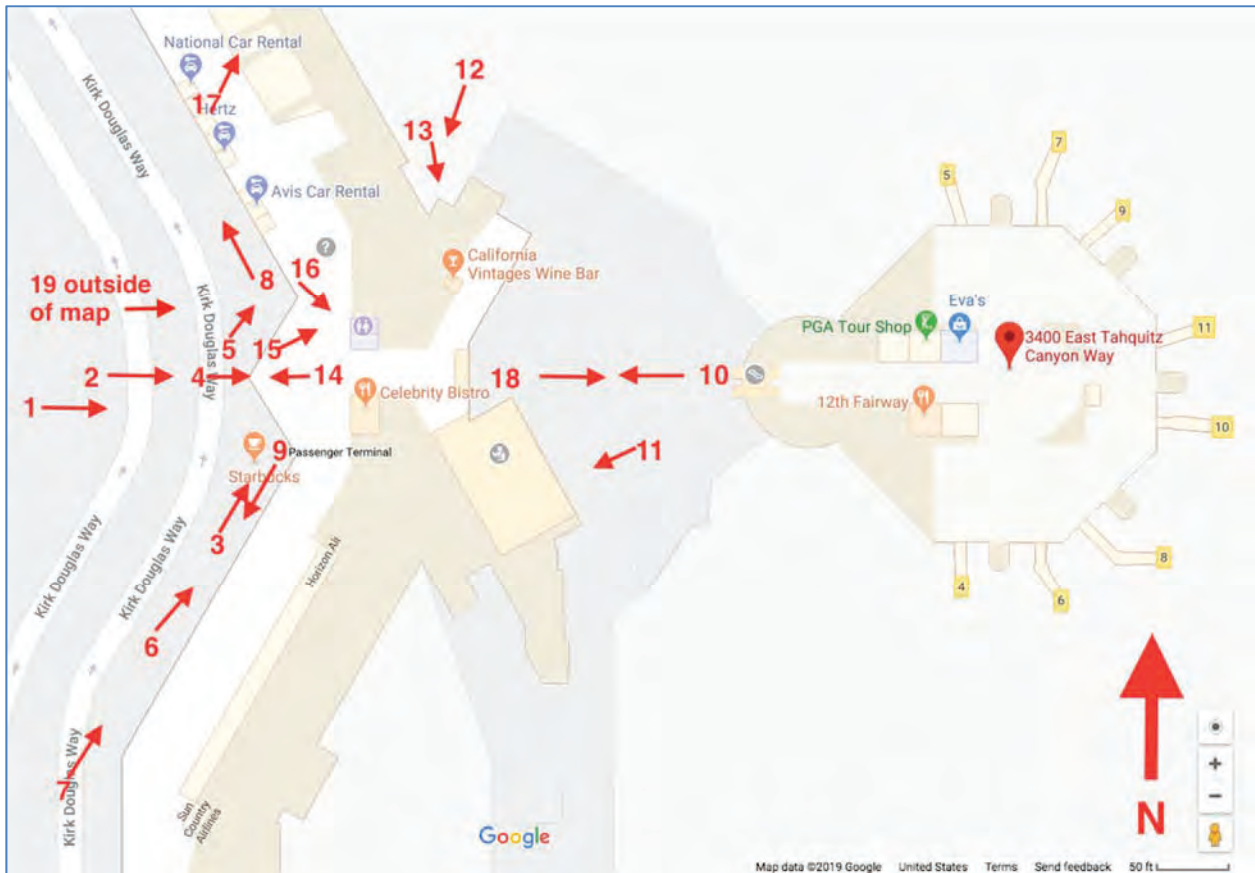 National Car Rental
17
Hertz
Avis Car Rental
Kirk Douglas Way
Kirk Douglas Way
12
13
8
16
?
California
Vintages Wine Bar
19 outside
of map
5
15
2
4
14
1
Celebrity Bistro
18
10
9
Passenger Terminal
Starbucks
3
11
Horizon Air
6
7
Kirk Douglas Way
Kirk Douglas Way
Kirk Douglas Way
Sun
Country
Airlines
5
7
9
Eva's
PGA Tour Shop
3400 East Tahquitz
Canyon Way
11
12th Fairway
10
8
4
6
N
+
−
Google
Map data ©2019 Google United States Terms Send feedback 50 ft